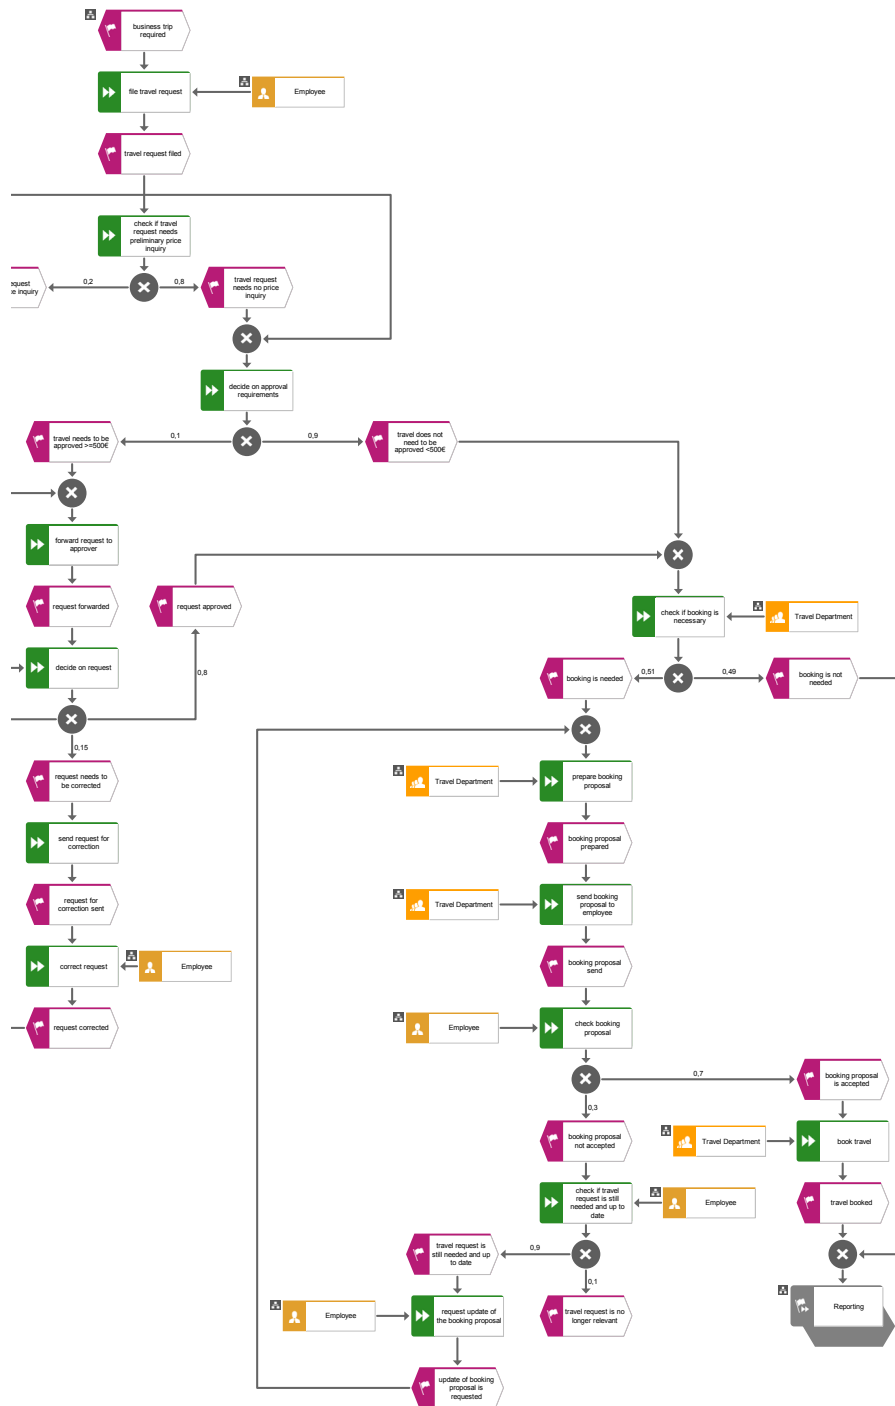 business trip
required
file travel request
Employee
travel request filed
check if travel
request needs
preliminary price
inquiry
equest
e inquiry
0,2
0,8
travel request
needs no price
inquiry
decide on approval
requirements
travel needs to be
approved >=500€
0,1
0,9
travel does not
need to be
approved <500€
forward request to
approver
request forwarded
request approved
check if booking is
necessary
Travel Department
decide on request
0,8
booking is needed
0,51
0,49
booking is not
needed
0,15
request needs to
be corrected
Travel Department
prepare booking
proposal
send request for
correction
booking proposal
prepared
request for
correction sent
Travel Department
send booking
proposal to
employee
correct request
Employee
booking proposal
send
request corrected
Employee
check booking
proposal
0,7
booking proposal
is accepted
0,3
booking proposal
not accepted
Travel Department
book travel
check if travel
request is still
needed and up to
date
Employee
travel booked
travel request is
still needed and up
to date
0,9
0,1
Employee
request update of
the booking proposal
travel request is no
longer relevant
Reporting
update of booking
proposal is
requested